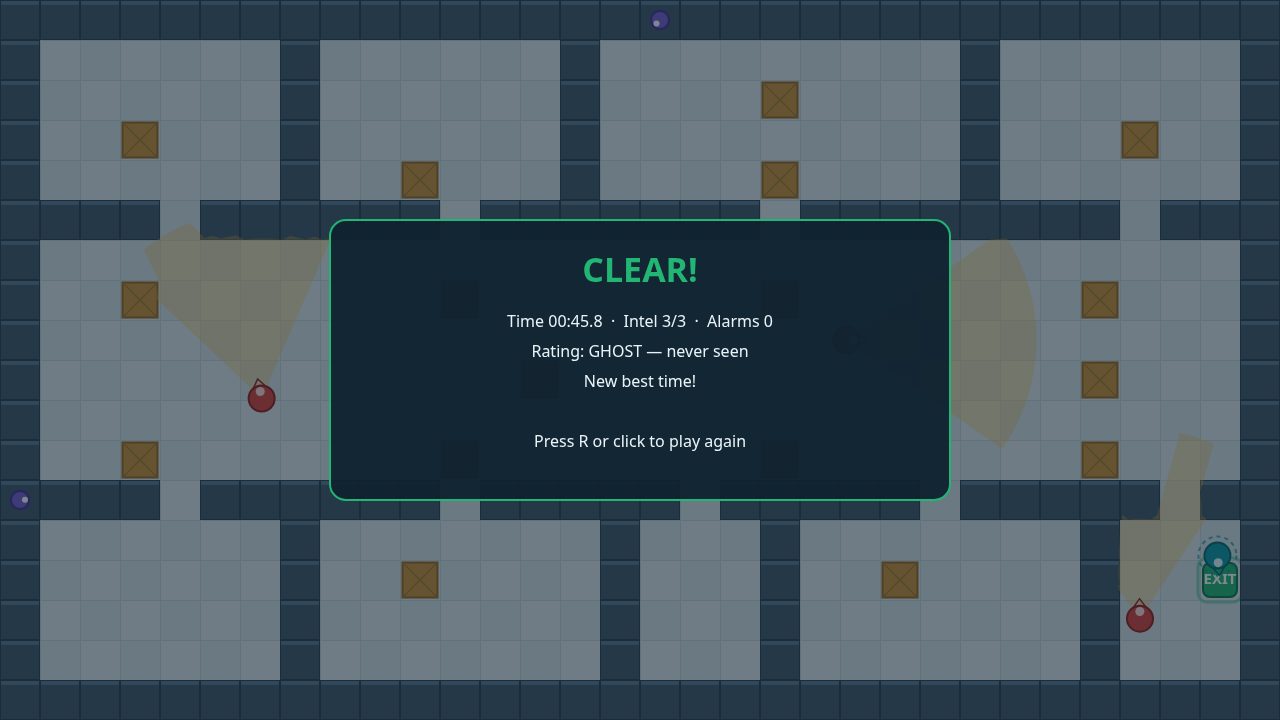 CLEAR!
Time 00:45.8 · Intel 3/3 · Alarms 0
Rating: GHOST — never seen
New best time!
Press R or click to play again
EXIT